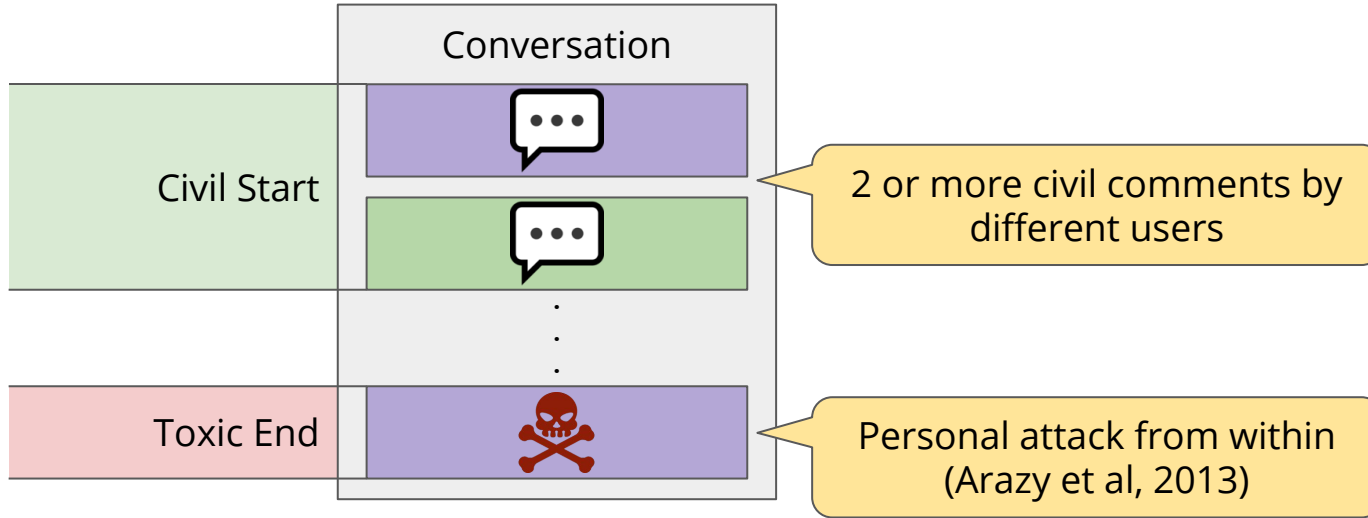 Conversation
Civil Start
2 or more civil comments by
different users
Toxic End
Personal attack from within
(Arazy et al, 2013)